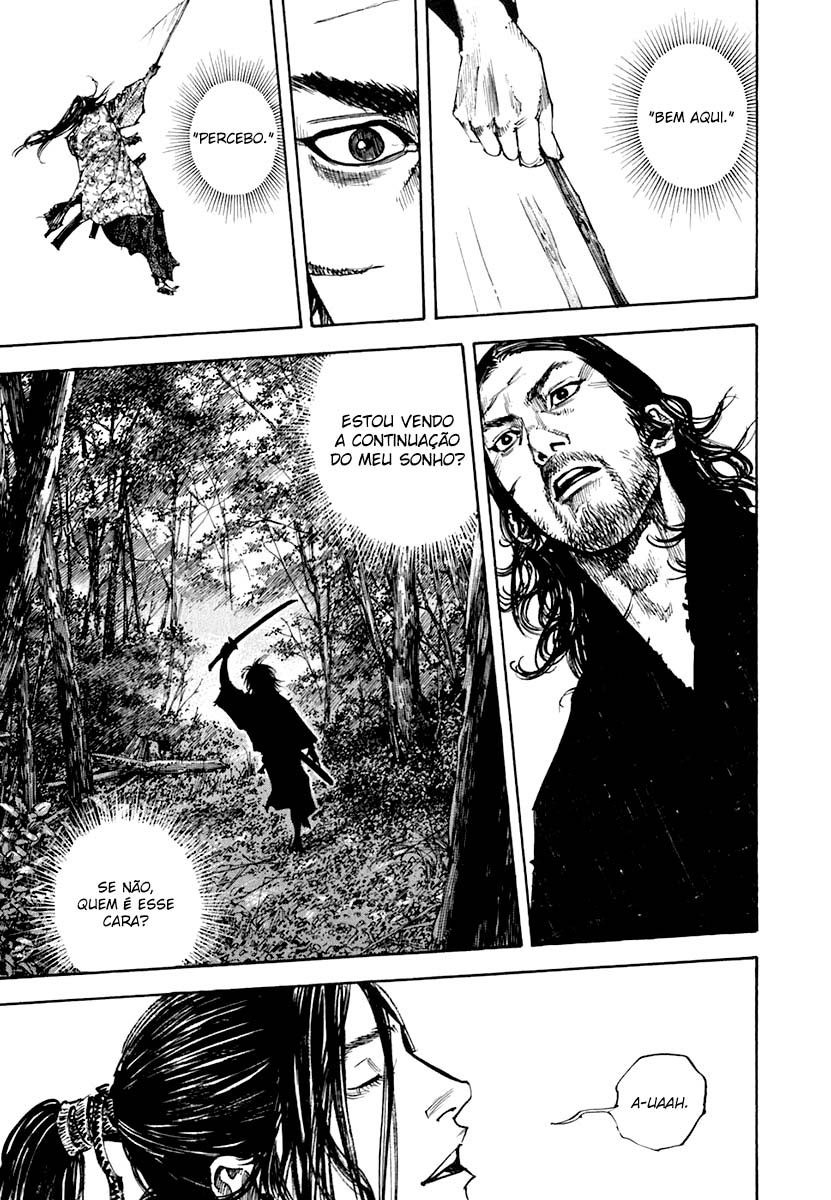 "BEM AQUI."
"PERCEBO."
ESTOU VENDO
A CONTINUAÇÃO
DO MEU SONHO?
SE NÃO,
QUEM É ESSE
CARA?
A-UAAH.